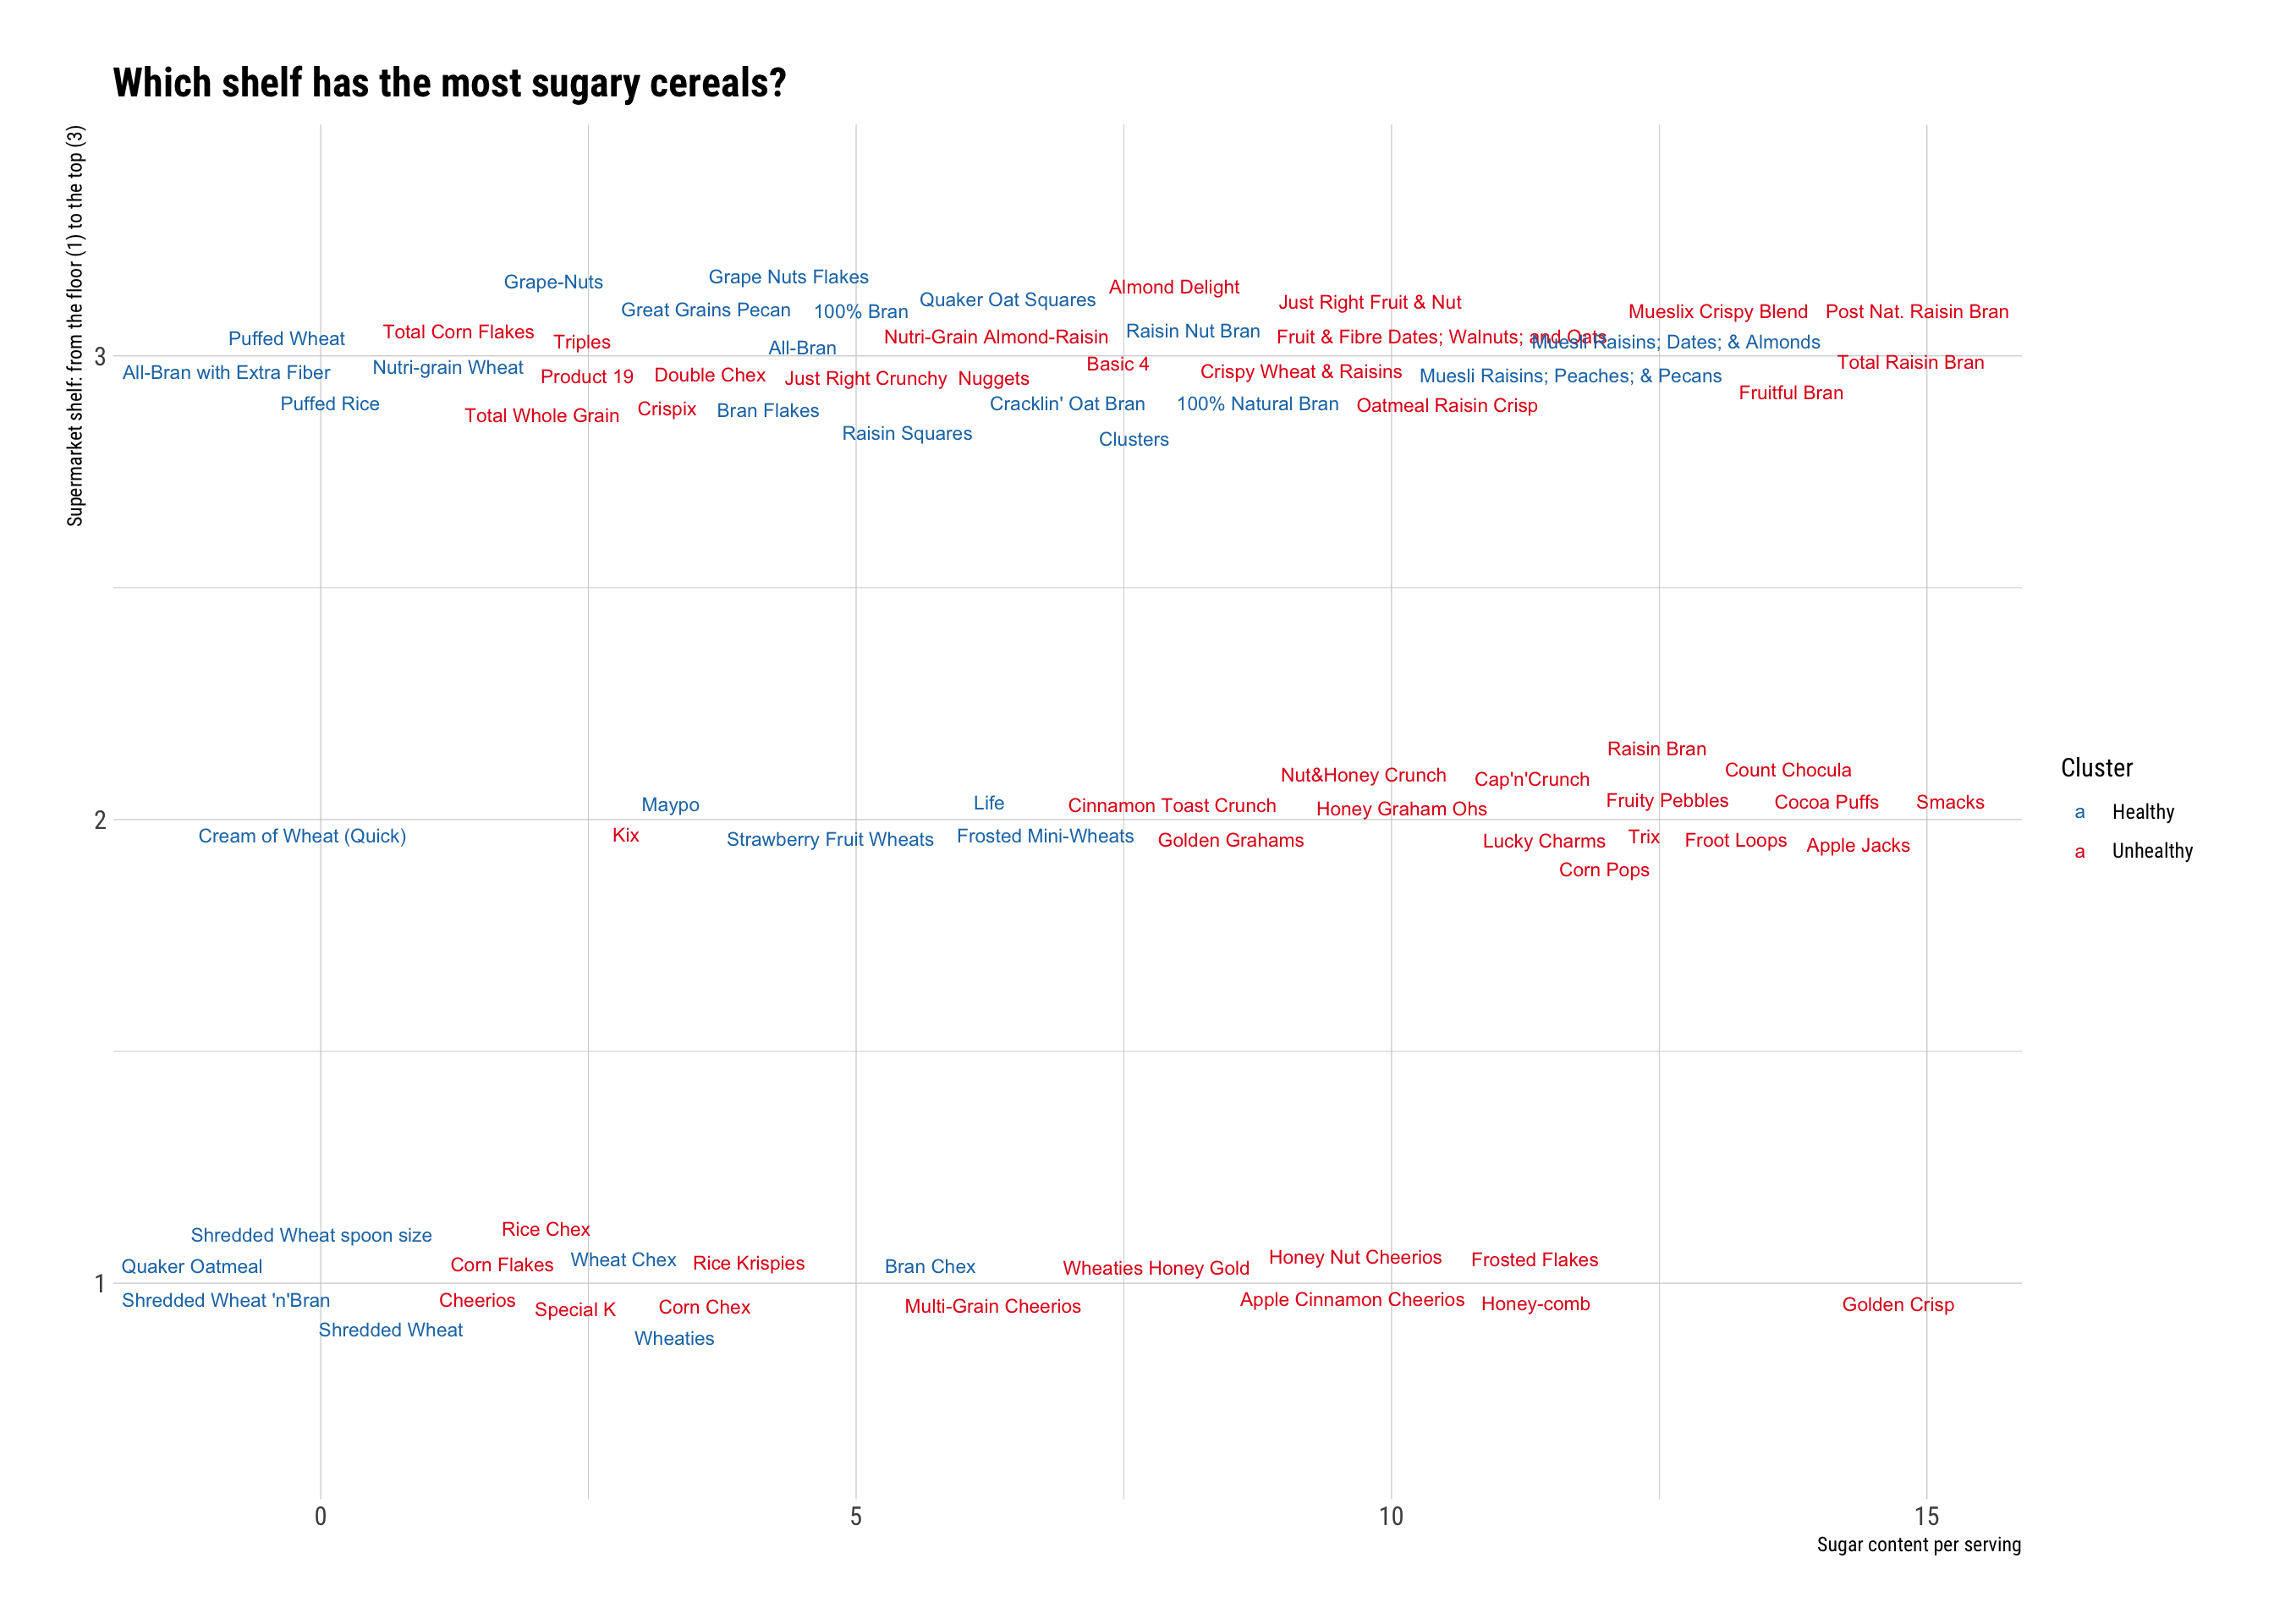 Which shelf has the most sugary cereals?
Supermarket shelf: from the floor (1) to the top (3)
Grape Nuts Flakes
Grape-Nuts
Almond Delight
Quaker Oat Squares
Just Right Fruit & Nut
Great Grains Pecan
100% Bran
Mueslix Crispy Blend
Post Nat. Raisin Bran
Raisin Nut Bran
Total Corn Flakes
Nutri-Grain Almond-Raisin
Fruit & Fibre Dates; Walnuts; and Oats
Puffed Wheat
Triples
Muesli Raisins; Dates; & Almonds
All-Bran
3
Total Raisin Bran
Basic 4
Nutri-grain Wheat
All-Bran with Extra Fiber
Crispy Wheat & Raisins
Double Chex
Product 19
Muesli Raisins; Peaches; & Pecans
Just Right Crunchy  Nuggets
Fruitful Bran
Puffed Rice
Cracklin' Oat Bran
100% Natural Bran
Oatmeal Raisin Crisp
Crispix
Bran Flakes
Total Whole Grain
Raisin Squares
Clusters
Raisin Bran
Count Chocula
Nut&Honey Crunch
Cap'n'Crunch
Fruity Pebbles
Cocoa Puffs
Smacks
Life
Maypo
Cinnamon Toast Crunch
Honey Graham Ohs
2
Cream of Wheat (Quick)
Kix
Strawberry Fruit Wheats
Frosted Mini-Wheats
Golden Grahams
Lucky Charms
Trix
Froot Loops
Apple Jacks
Corn Pops
Cluster
a Healthy
a Unhealthy
Rice Chex
Shredded Wheat spoon size
Honey Nut Cheerios
Wheat Chex
Frosted Flakes
Rice Krispies
Corn Flakes
Quaker Oatmeal
Bran Chex
Wheaties Honey Gold
1
Shredded Wheat 'n'Bran
Cheerios
Apple Cinnamon Cheerios
Honey-comb
Golden Crisp
Multi-Grain Cheerios
Corn Chex
Special K
Shredded Wheat
Wheaties
0 5 10 15
Sugar content per serving